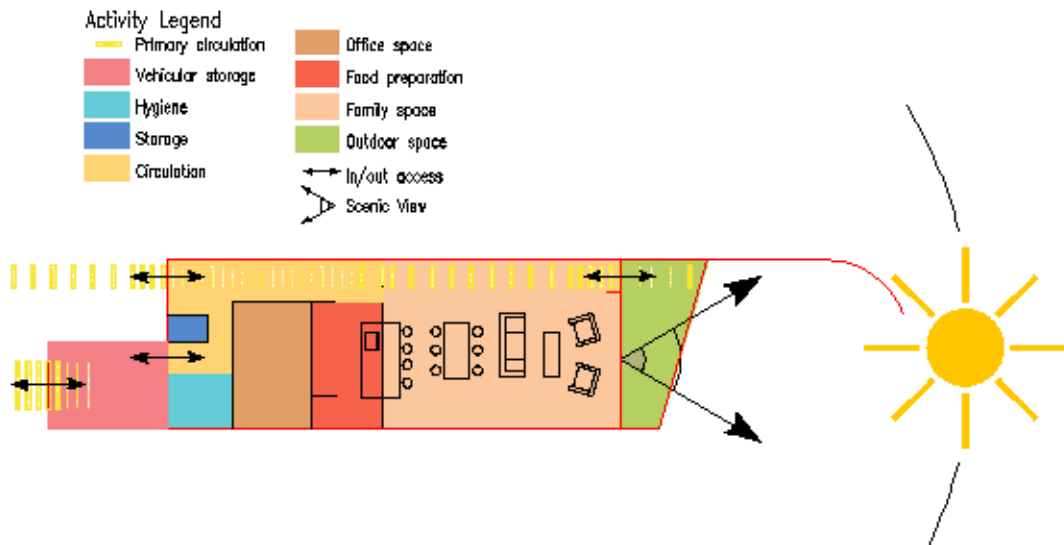 Activity Legend
Primary circulation
Vehicular storage
Hygiene
Storage
Circulation
Office space
Food preparation
Family space
Outdoor space
In/out access
Scenic View